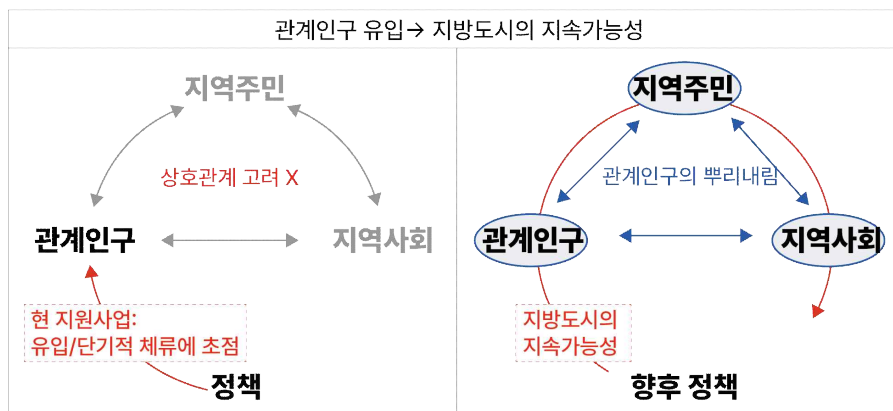 관계인구 유입→ 지방도시의 지속가능성
지역주민
상호관계 고려 X
관계인구
지역사회
현 지원사업:
유입/단기적 체류에 초점
정책
지역주민
관계인구의 뿌리내림
관계인구
지역사회
지방도시의
지속가능성
향후 정책